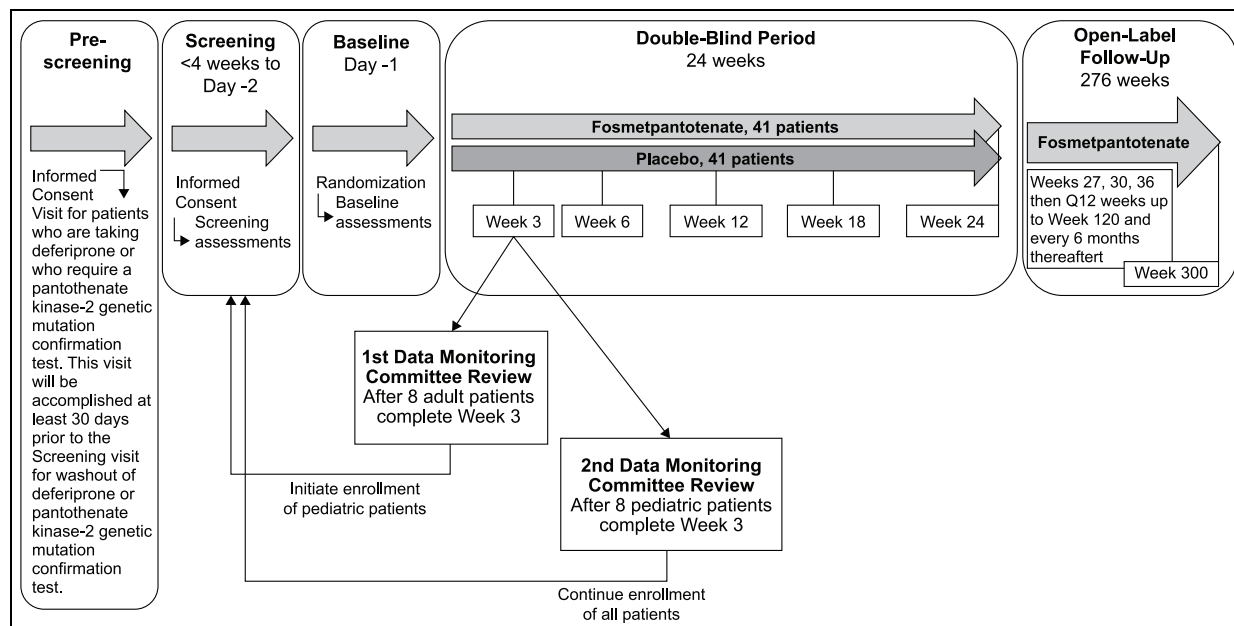 Pre-
screening
Informed
Consent
Visit for patients
who are taking
deferiprone or
who require a
pantothenate
kinase-2 genetic
mutation
confirmation
test. This visit
will be
accomplished at
least 30 days
prior to the
Screening visit
for washout of
deferiprone or
pantothenate
kinase-2 genetic
mutation
confirmation
test.
Screening
<4 weeks to
Day -2
Informed
Consent
Screening
assessments
Baseline
Day -1
Randomization
Baseline
assessments
Double-Blind Period
24 weeks
Fosmetpantotenate, 41 patients
Placebo, 41 patients
Week 3
Week 6
Week 12
Week 18
Week 24
Open-Label
Follow-Up
276 weeks
Fosmetpantotenate
Weeks 27, 30, 36
then Q12 weeks up
to Week 120 and
every 6 months
thereaftert
Week 300
1st Data Monitoring
Committee Review
After 8 adult patients
complete Week 3
Initiate enrollment
of pediatric patients
2nd Data Monitoring
Committee Review
After 8 pediatric patients
complete Week 3
Continue enrollment
of all patients